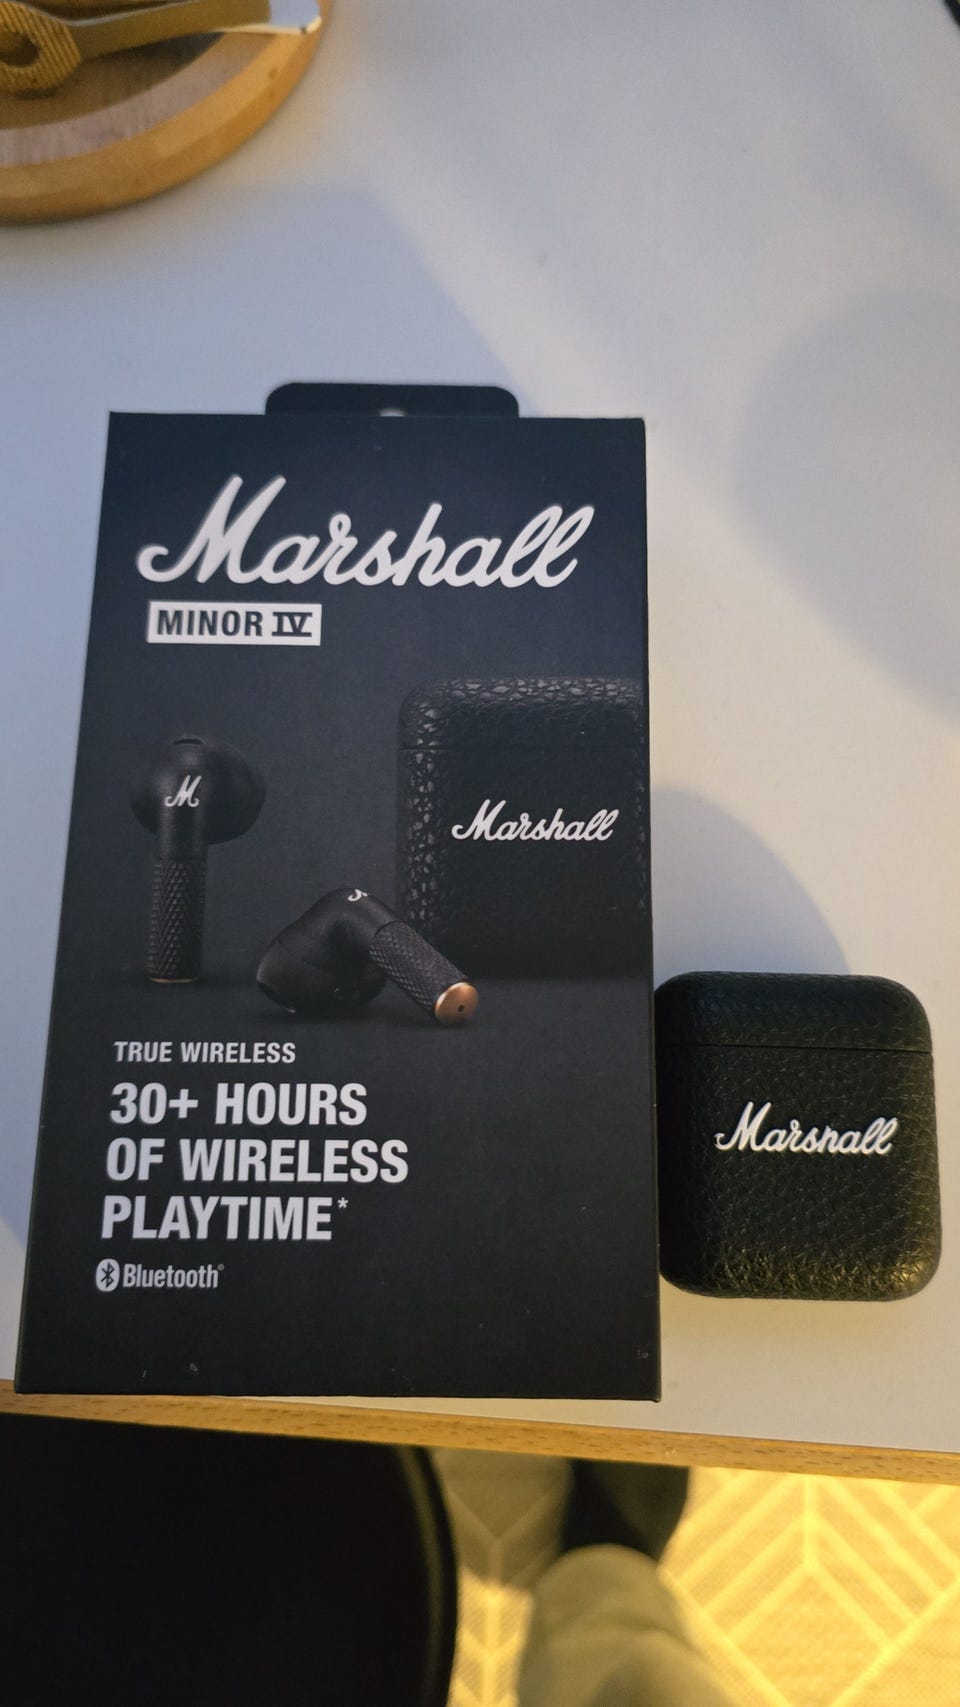 Marshall
MINOR IV
M
Marshall
TRUE WIRELESS
30+ HOURS
OF WIRELESS
PLAYTIME*
Bluetooth®
Marshall